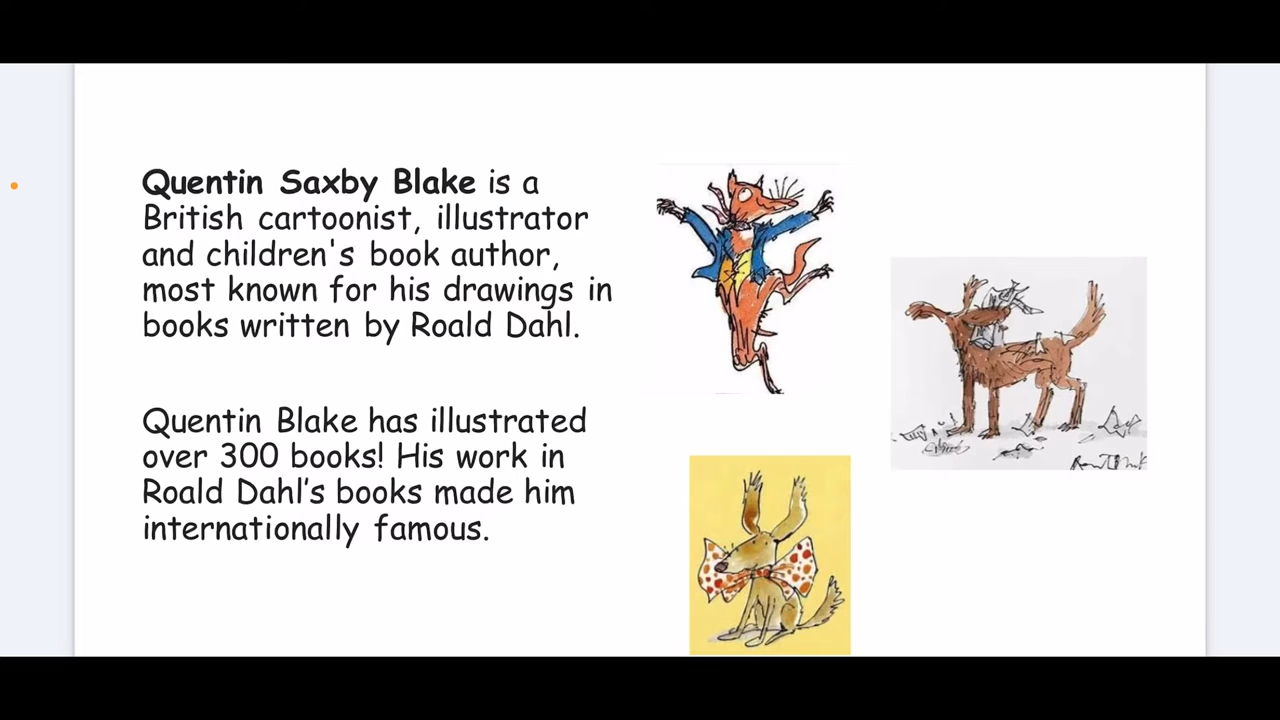 Quentin Saxby Blake is a
British cartoonist, illustrator
and children's book author,
most known for his drawings in
books written by Roald Dahl.
Quentin Blake has illustrated
over 300 books! His work in
Roald Dahl’s books made him
internationally famous.